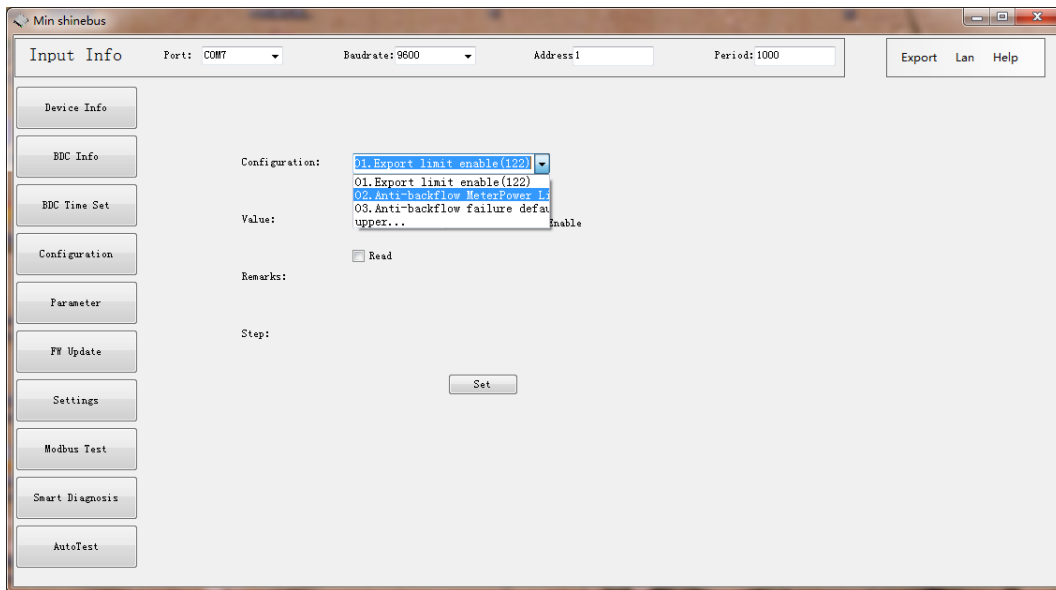 Min shinebus
Input Info Port: COM7 Baudrate: 9600 Address 1 Period: 1000 Export Lan Help
Device Info
BDC Info
BDC Time Set
Configuration
Parameter
FW Update
Settings
Modbus Test
Smart Diagnosis
AutoTest
Configuration: 01.Export limit enable(122)
01.Export limit enable(122)
02.Anti-backflow MeterPower Li
03.Anti-backflow failure defau
upper...
Value: Enable
Read
Remarks:
Step:
Set